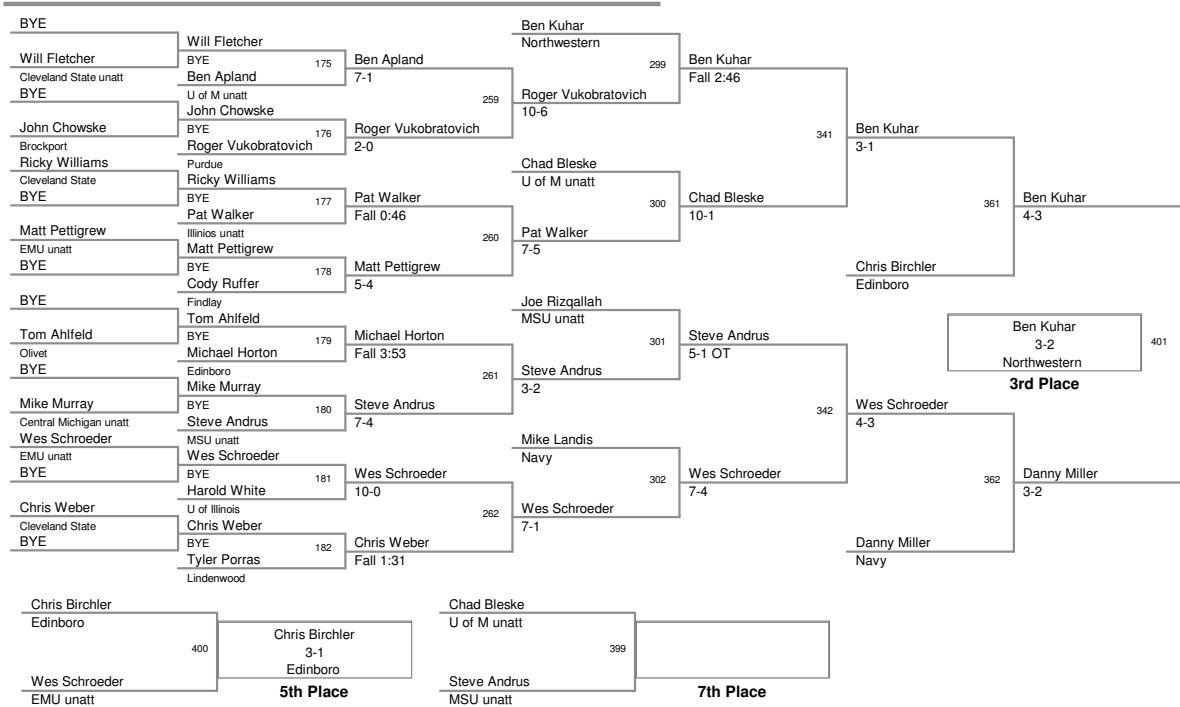 BYE
Will Fletcher
Cleveland State unatt
BYE
John Chowske
Brockport
Ricky Williams
Cleveland State
BYE
Matt Pettigrew
EMU unatt
BYE
BYE
Tom Ahlfeld
Olivet
BYE
Mike Murray
Central Michigan unatt
Wes Schroeder
EMU unatt
BYE
Chris Weber
Cleveland State
BYE
Will Fletcher
BYE
175
Ben Apland
U of M unatt
John Chowske
BYE
176
Roger Vukobratovich
Purdue
Ricky Williams
BYE
177
Pat Walker
Illinios unatt
Matt Pettigrew
BYE
178
Cody Ruffer
Findlay
Tom Ahlfeld
BYE
179
Michael Horton
Edinboro
Mike Murray
BYE
180
Steve Andrus
MSU unatt
Wes Schroeder
BYE
181
Harold White
U of Illinois
Chris Weber
BYE
182
Tyler Porras
Lindenwood
Ben Apland
7-1
259
Roger Vukobratovich
2-0
Pat Walker
Fall 0:46
260
Matt Pettigrew
5-4
Michael Horton
Fall 3:53
261
Steve Andrus
7-4
Wes Schroeder
10-0
262
Chris Weber
Fall 1:31
Ben Kuhar
Northwestern
299
Roger Vukobratovich
10-6
Chad Bleske
U of M unatt
300
Pat Walker
7-5
Joe Rizqallah
MSU unatt
301
Steve Andrus
3-2
Mike Landis
Navy
302
Wes Schroeder
7-1
Ben Kuhar
Fall 2:46
341
Chad Bleske
10-1
Steve Andrus
5-1 OT
342
Wes Schroeder
7-4
Ben Kuhar
3-1
361
Chris Birchler
Edinboro
Wes Schroeder
4-3
362
Danny Miller
Navy
Ben Kuhar
4-3
Danny Miller
3-2
Ben Kuhar
3-2
Northwestern
401
3rd Place
Chris Birchler
Edinboro
400
Wes Schroeder
EMU unatt
Chris Birchler
3-1
Edinboro
5th Place
Chad Bleske
U of M unatt
399
Steve Andrus
MSU unatt
7th Place